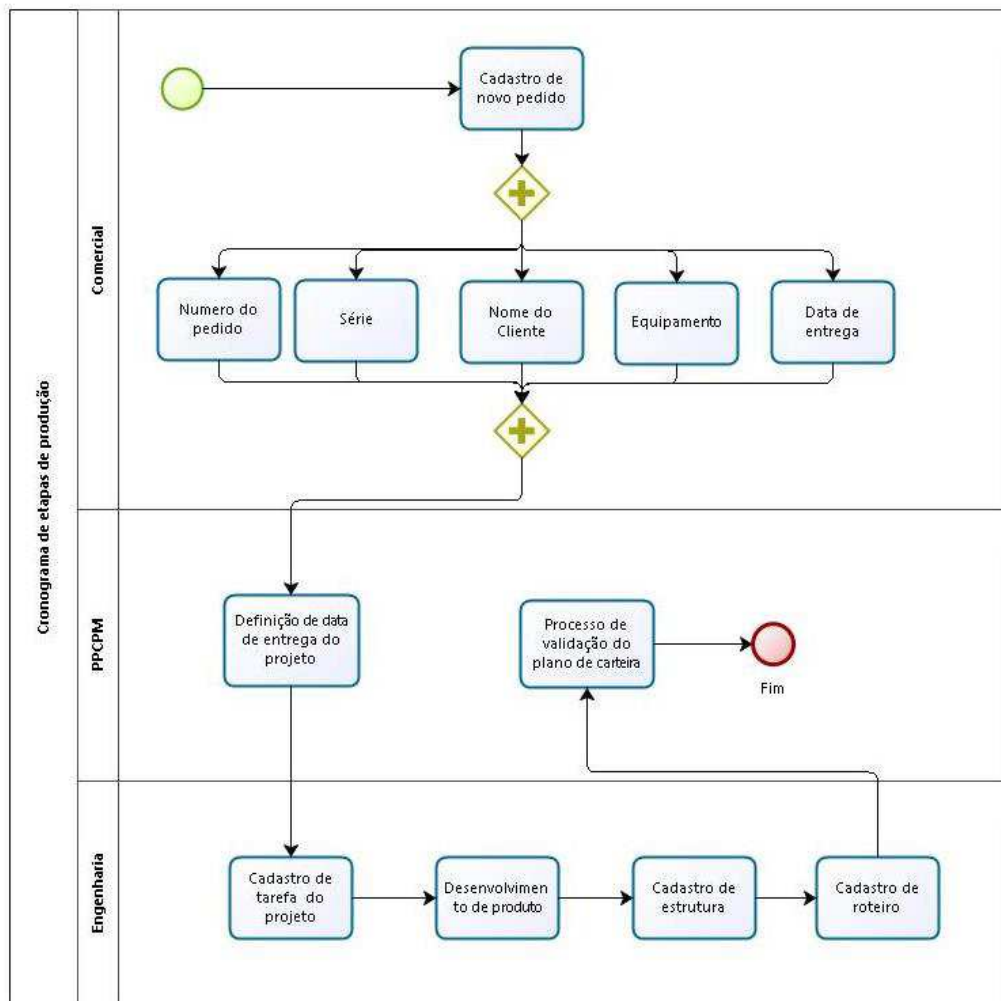 Cronograma de etapas de produção
Comercial
Cadastro de
novo pedido
Numero do
pedido
Série
Nome do
Cliente
Equipamento
Data de
entrega
PPCPM
Definição de data
de entrega do
projeto
Processo de
validação do
plano de carteira
Fim
Engenharia
Cadastro de
tarefa do
projeto
Desenvolvimen
to de produto
Cadastro de
estrutura
Cadastro de
roteiro